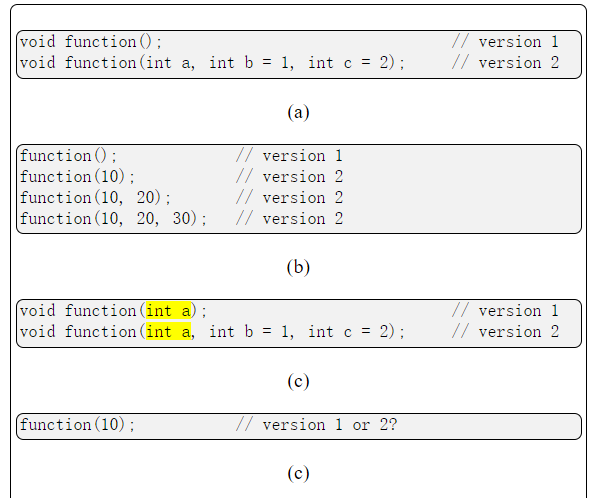 void function();                                // version 1
void function(int a, int b = 1, int c = 2);     // version 2
(a)
function();             // version 1
function(10);           // version 2
function(10, 20);       // version 2
function(10, 20, 30);   // version 2
(b)
void function(int a);                           // version 1
void function(int a, int b = 1, int c = 2);     // version 2
(c)
function(10);           // version 1 or 2?
(c)